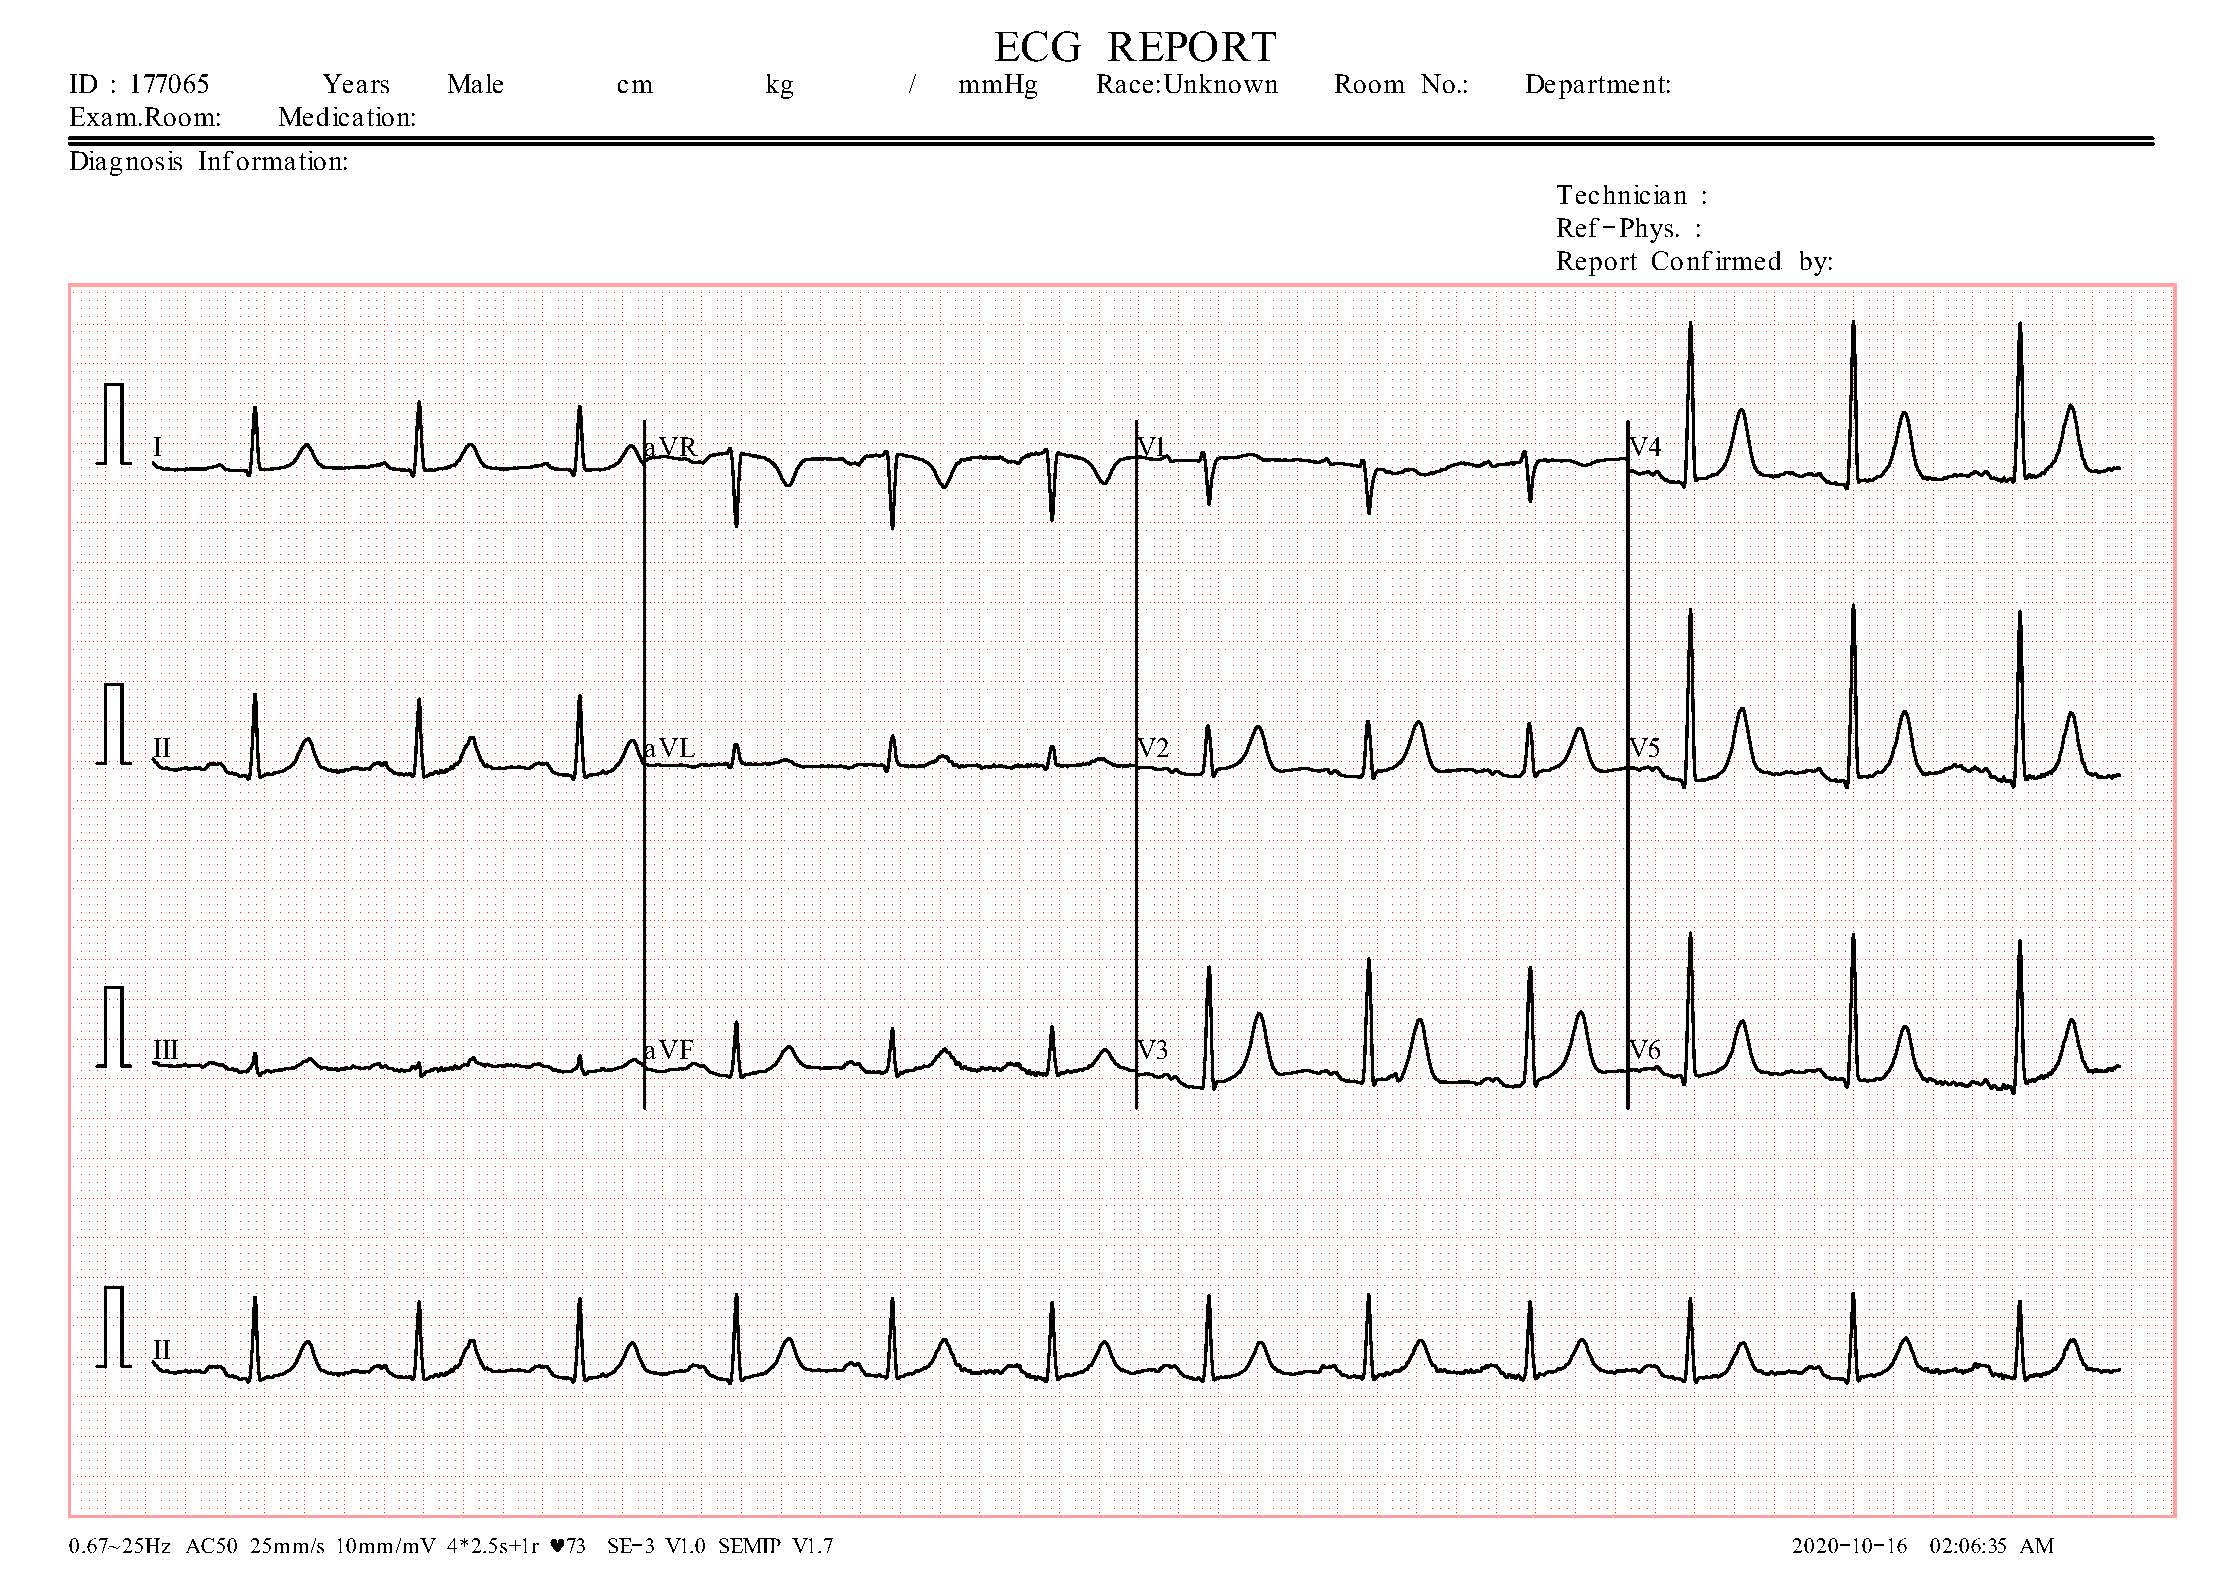 ECG REPORT
ID : 177065 Years Male cm kg / mmHg Race:Unknown Room No.: Department:
Exam.Room: Medication:
Diagnosis Information:
Technician :
Ref-Phys. :
Report Confirmed by:
I aVR V1 V4
II aVL V2 V5
III aVF V3 V6
II
0.67~25Hz AC50 25mm/s 10mm/mV 4*2.5s+1r ♥73 SE-3 V1.0 SEMIP V1.7 2020-10-16 02:06:35 AM